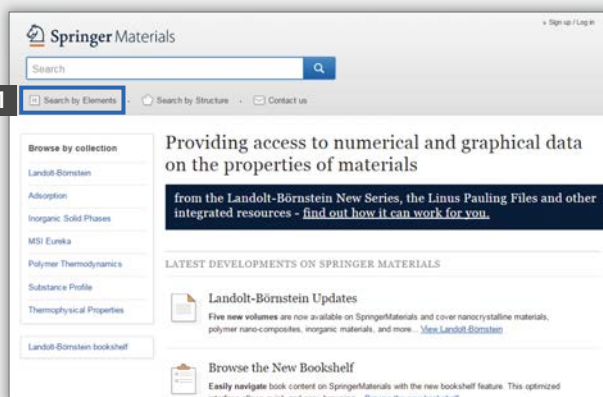 Sign up / Log in
Springer Materials
Search
1
Search by Elements
Search by Structure
Contact us
Browse by collection
Landolt-Börnstein
Adsorption
Inorganic Solid Phases
MSI Eureka
Polymer Thermodynamics
Substance Profile
Thermophysical Properties
Landolt-Börnstein bookshelf
Providing access to numerical and graphical data
on the properties of materials
from the Landolt-Börnstein New Series, the Linus Pauling Files and other
integrated resources - find out how it can work for you.
LATEST DEVELOPMENTS ON SPRINGER MATERIALS
Landolt-Börnstein Updates
Five new volumes are now available on SpringerMaterials and cover nanocrystalline materials,
polymer nano-composites, inorganic materials, and more... View Landolt-Börnstein
Browse the New Bookshelf
Easily navigate book content on SpringerMaterials with the new bookshelf feature. This optimized